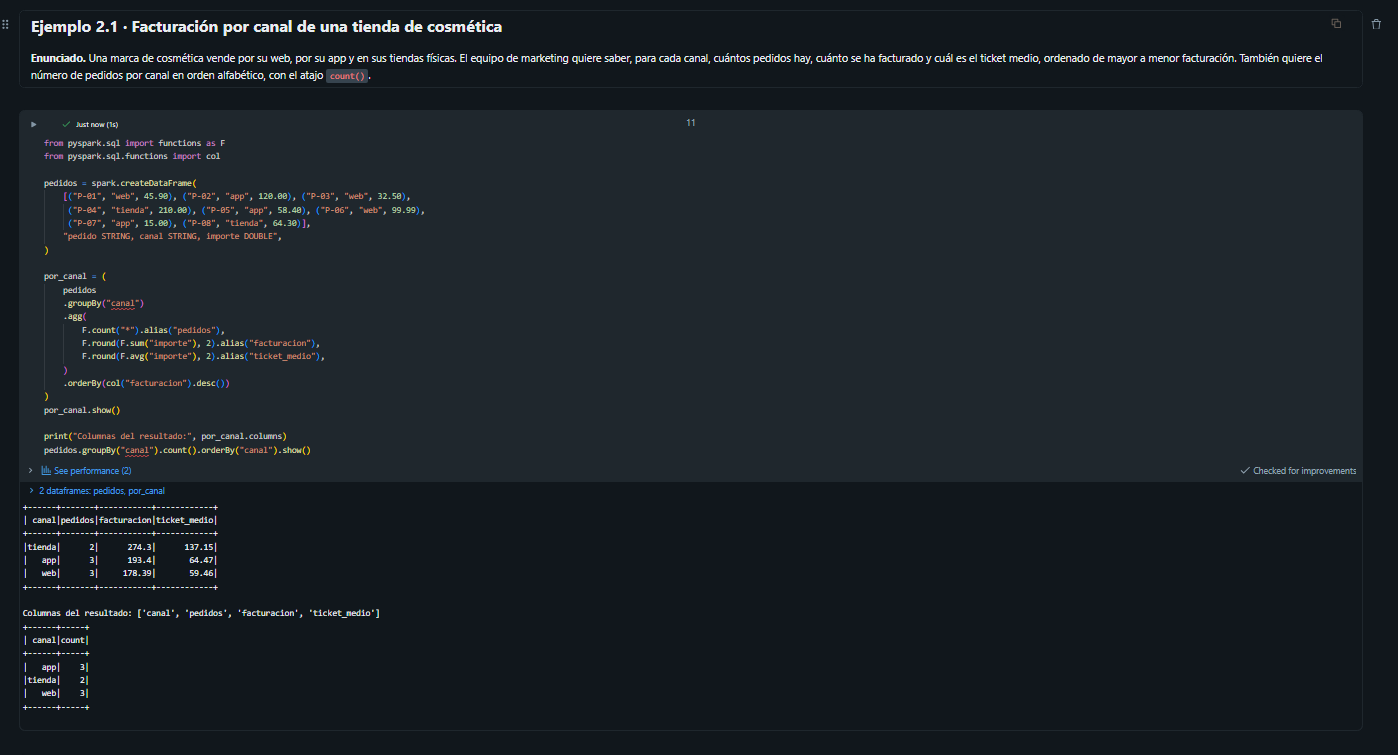 Ejemplo 2.1 · Facturación por canal de una tienda de cosmética
Enunciado. Una marca de cosmética vende por su web, por su app y en sus tiendas físicas. El equipo de marketing quiere saber, para cada canal, cuántos pedidos hay, cuánto se ha facturado y cuál es el ticket medio, ordenado de mayor a menor facturación. También quiere el
número de pedidos por canal en orden alfabético, con el atajo count().
Just now (1s)
11
from pyspark.sql import functions as F
from pyspark.sql.functions import col

pedidos = spark.createDataFrame(
    [("P-01", "web", 45.90), ("P-02", "app", 120.00), ("P-03", "web", 32.50),
     ("P-04", "tienda", 210.00), ("P-05", "app", 58.40), ("P-06", "web", 99.99),
     ("P-07", "app", 15.00), ("P-08", "tienda", 64.30)],
    "pedido STRING, canal STRING, importe DOUBLE",
)

por_canal = (
    pedidos
    .groupBy("canal")
    .agg(
        F.count("*").alias("pedidos"),
        F.round(F.sum("importe"), 2).alias("facturacion"),
        F.round(F.avg("importe"), 2).alias("ticket_medio"),
    )
    .orderBy(col("facturacion").desc())
)
por_canal.show()

print("Columnas del resultado:", por_canal.columns)
pedidos.groupBy("canal").count().orderBy("canal").show()
See performance (2)
Checked for improvements
2 dataframes: pedidos, por_canal
+------+-------+-----------+------------+
| canal|pedidos|facturacion|ticket_medio|
+------+-------+-----------+------------+
|tienda|      2|      274.3|      137.15|
|   app|      3|      193.4|       64.47|
|   web|      3|     178.39|       59.46|
+------+-------+-----------+------------+

Columnas del resultado: ['canal', 'pedidos', 'facturacion', 'ticket_medio']
+------+-----+
| canal|count|
+------+-----+
|   app|    3|
|tienda|    2|
|   web|    3|
+------+-----+